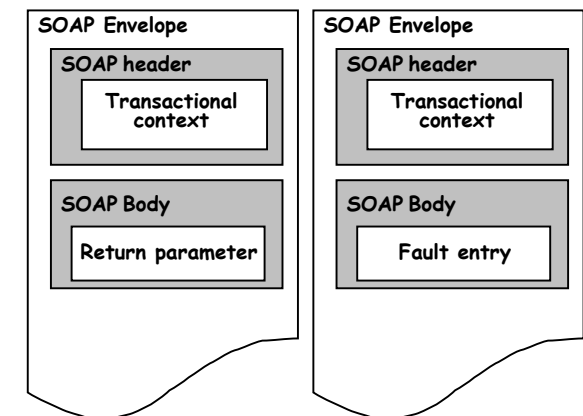 SOAP Envelope
SOAP header
Transactional
context
SOAP Body
Return parameter
SOAP Envelope
SOAP header
Transactional
context
SOAP Body
Fault entry